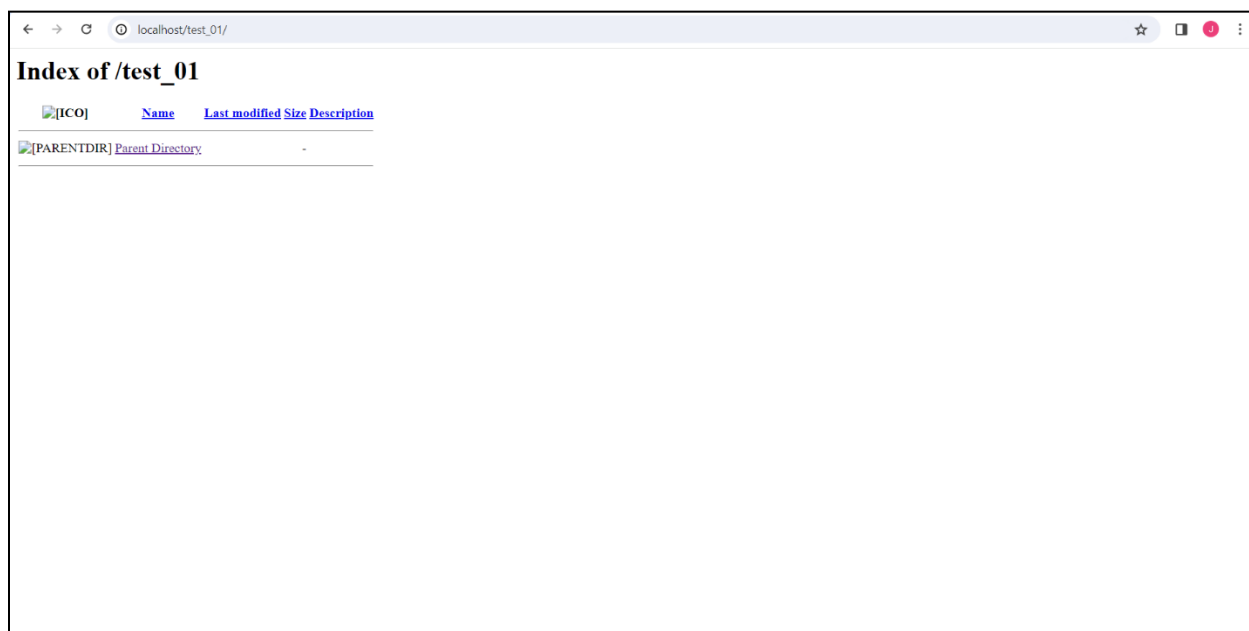 localhost/test_01/
J
Index of /test_01
[ICO] Name Last modified Size Description
[PARENTDIR] Parent Directory -